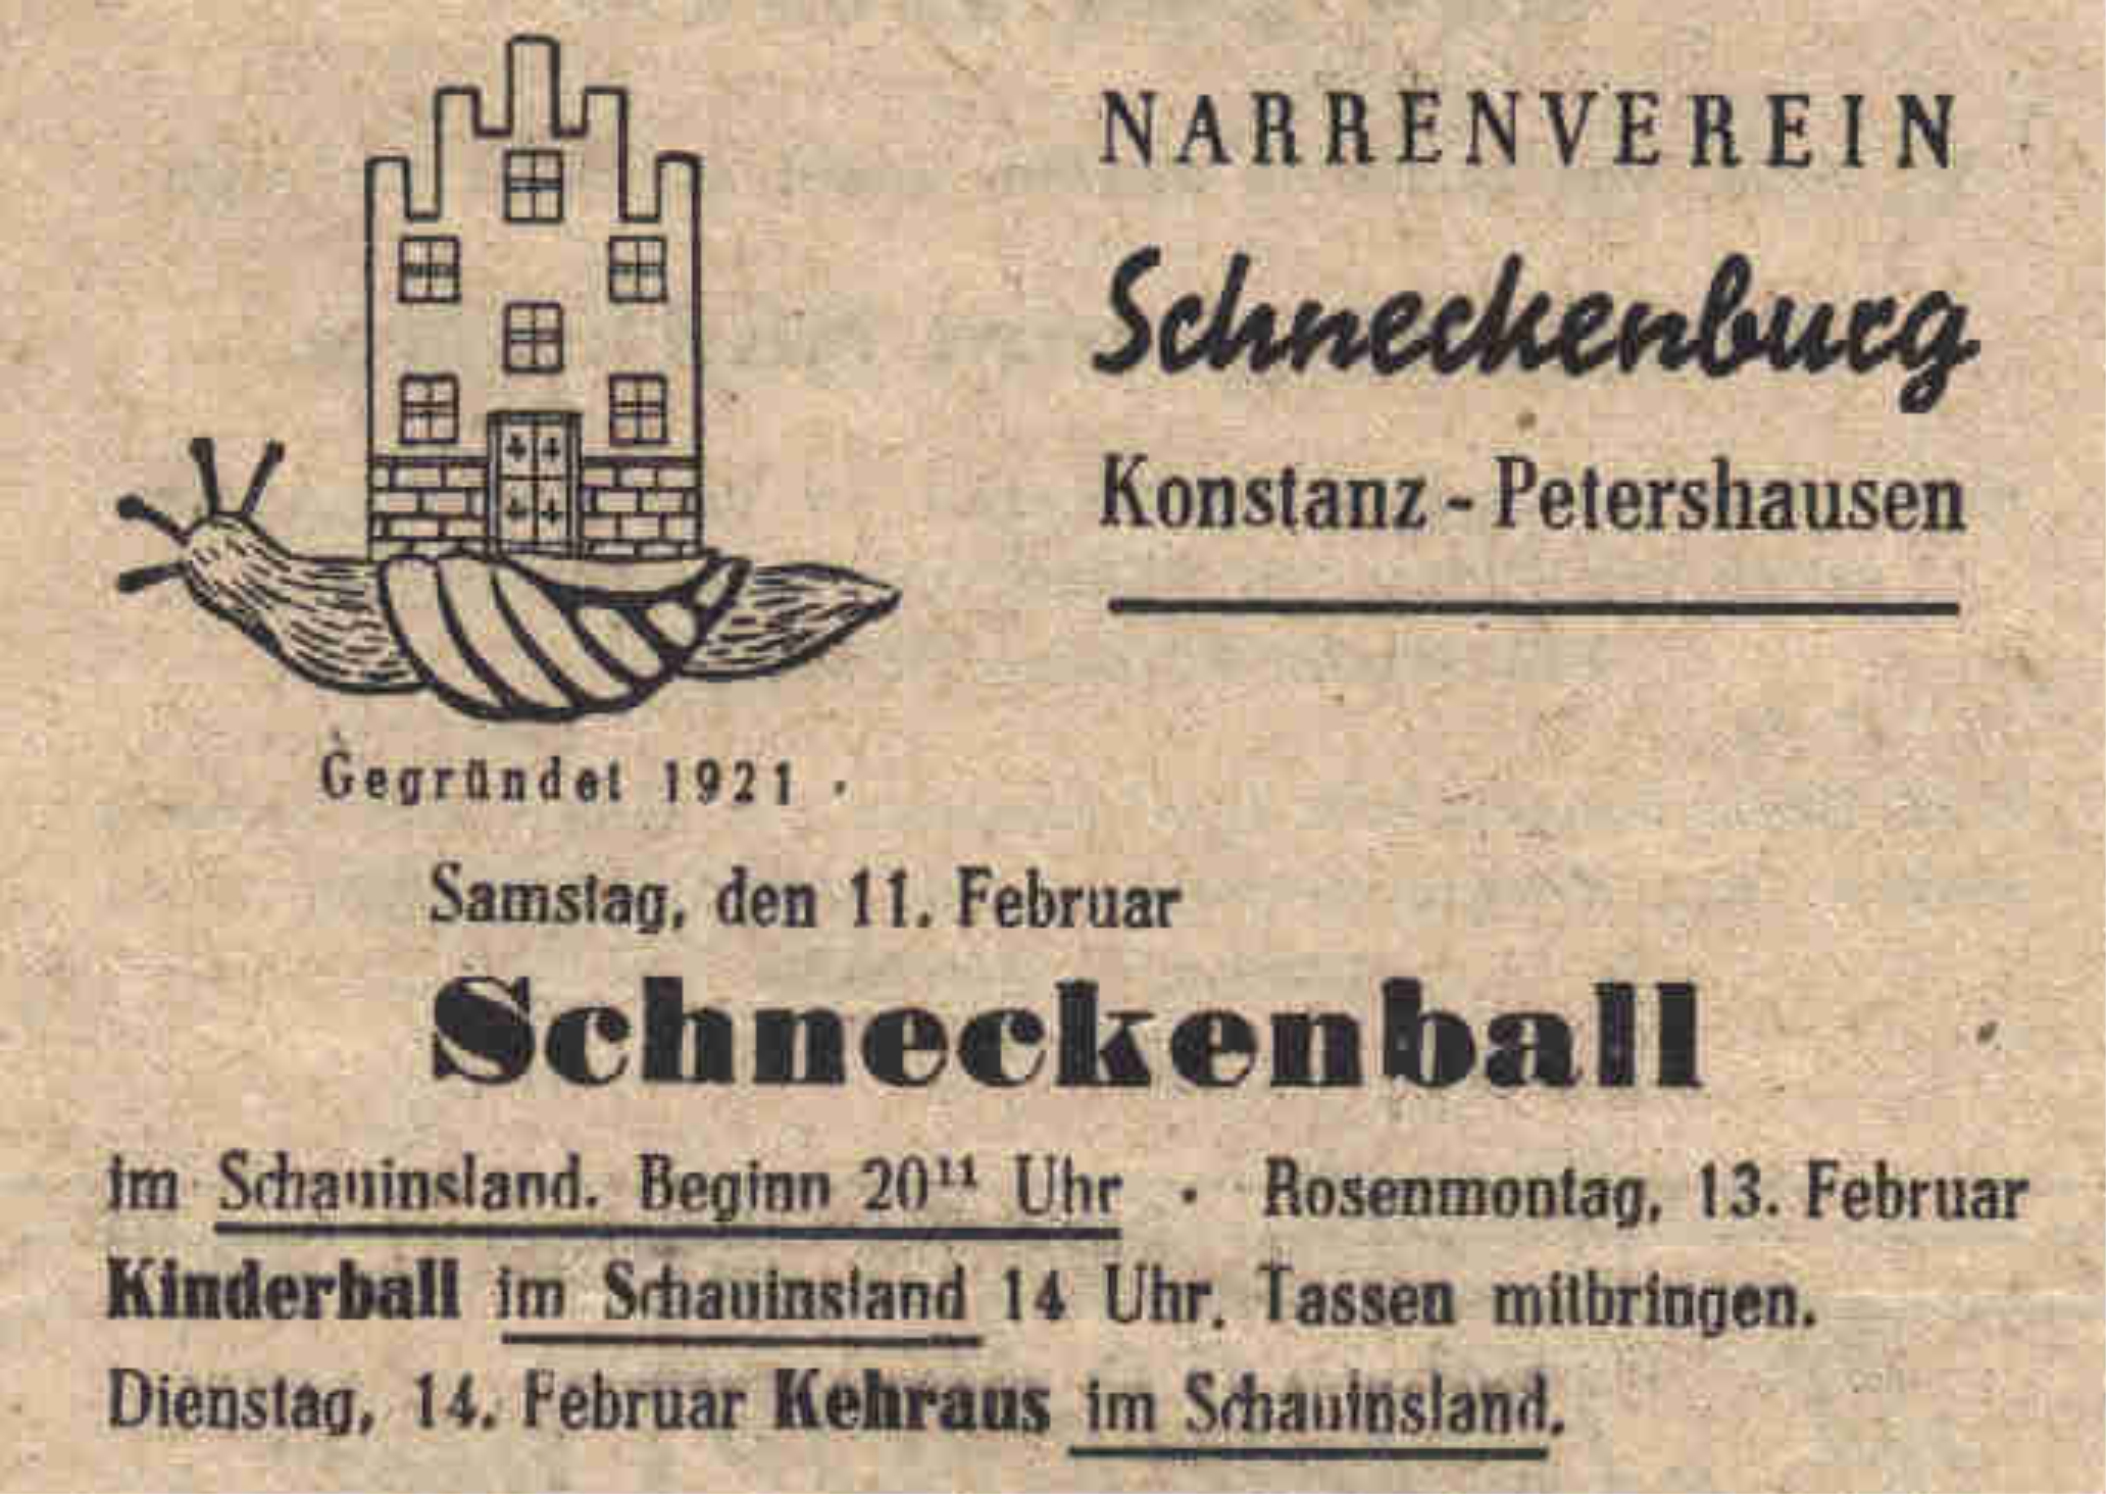 NARRENVEREIN
Schneckenburg
Konstanz - Petershausen
Gegründet 1921
Samstag, den 11. Februar
Schneckenball
im Schauinsland. Beginn 20¹¹ Uhr · Rosenmontag, 13. Februar
Kinderball im Schauinsland 14 Uhr. Tassen mitbringen.
Dienstag, 14. Februar Kehraus im Schauinsland.